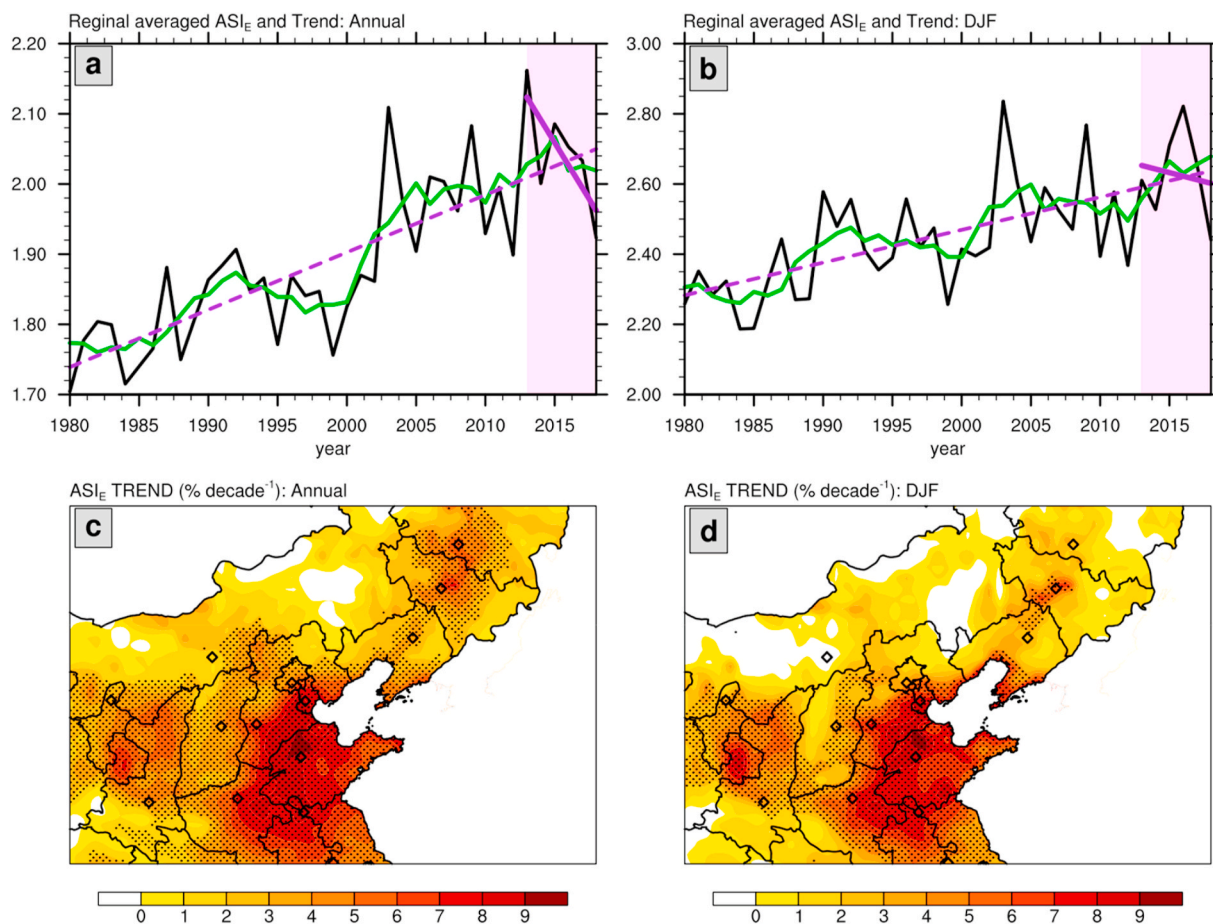 Reginal averaged ASI_E and Trend: Annual
a
2.20
2.10
2.00
1.90
1.80
1.70
1980 1985 1990 1995 2000 2005 2010 2015
year
Reginal averaged ASI_E and Trend: DJF
b
3.00
2.80
2.60
2.40
2.20
2.00
1980 1985 1990 1995 2000 2005 2010 2015
year
ASI_E TREND (% decade⁻¹): Annual
c
0 1 2 3 4 5 6 7 8 9
ASI_E TREND (% decade⁻¹): DJF
d
0 1 2 3 4 5 6 7 8 9